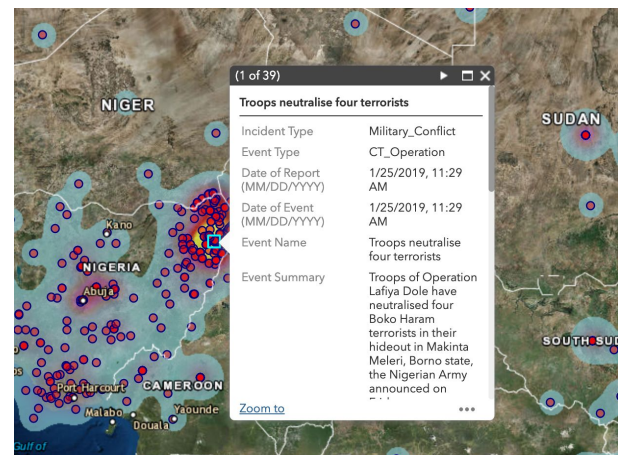 (1 of 39)
Troops neutralise four terrorists
Incident Type Military_Conflict
Event Type CT_Operation
Date of Report 1/25/2019, 11:29
(MM/DD/YYYY) AM
Date of Event 1/25/2019, 11:29
(MM/DD/YYYY) AM
Event Name Troops neutralise
four terrorists
Event Summary Troops of Operation
Lafiya Dole have
neutralised four
Boko Haram
terrorists in their
hideout in Makinta
Meleri, Borno state,
the Nigerian Army
announced on
Zoom to
NIGER
SUDAN
Kano
NIGERIA
Abuja
SOUTH SUD
Port Harcourt
CAMEROON
Malabo
Yaounde
Douala
Gulf of